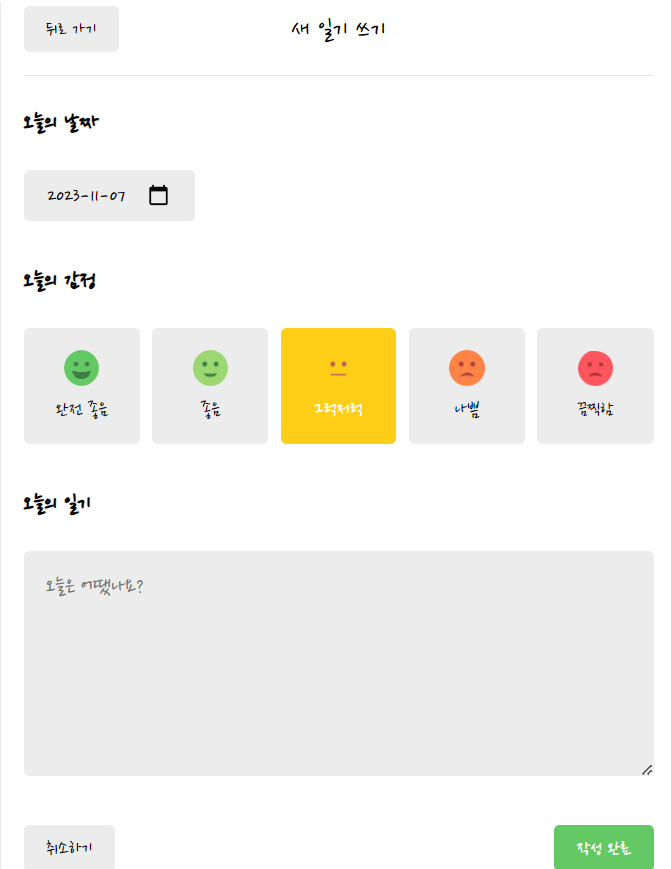 뒤로 가기
새 일기 쓰기
오늘의 날짜
2023-11-07
오늘의 감정
완전 좋음
좋음
그럭저럭
나쁨
끔찍함
오늘의 일기
오늘은 어땠나요?
취소하기
작성 완료